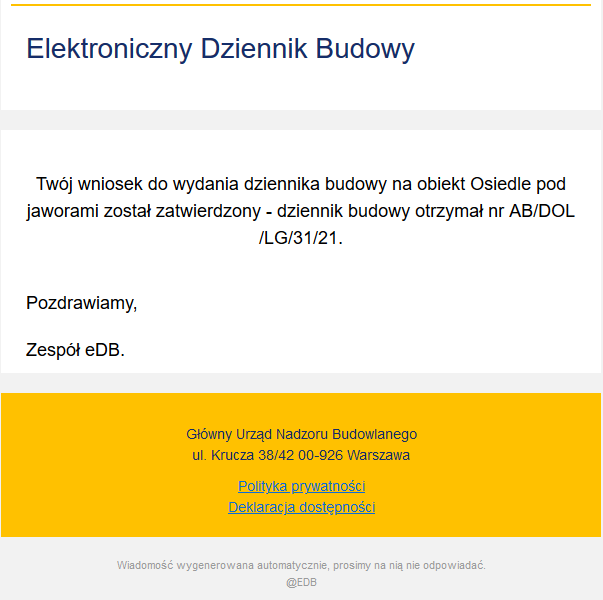 Elektroniczny Dziennik Budowy
Twój wniosek do wydania dziennika budowy na obiekt Osiedle pod
jaworami został zatwierdzony - dziennik budowy otrzymał nr AB/DOL
/LG/31/21.
Pozdrawiamy,
Zespół eDB.
Główny Urząd Nadzoru Budowlanego
ul. Krucza 38/42 00-926 Warszawa
Polityka prywatności
Deklaracja dostępności
Wiadomość wygenerowana automatycznie, prosimy na nią nie odpowiadać.
@EDB